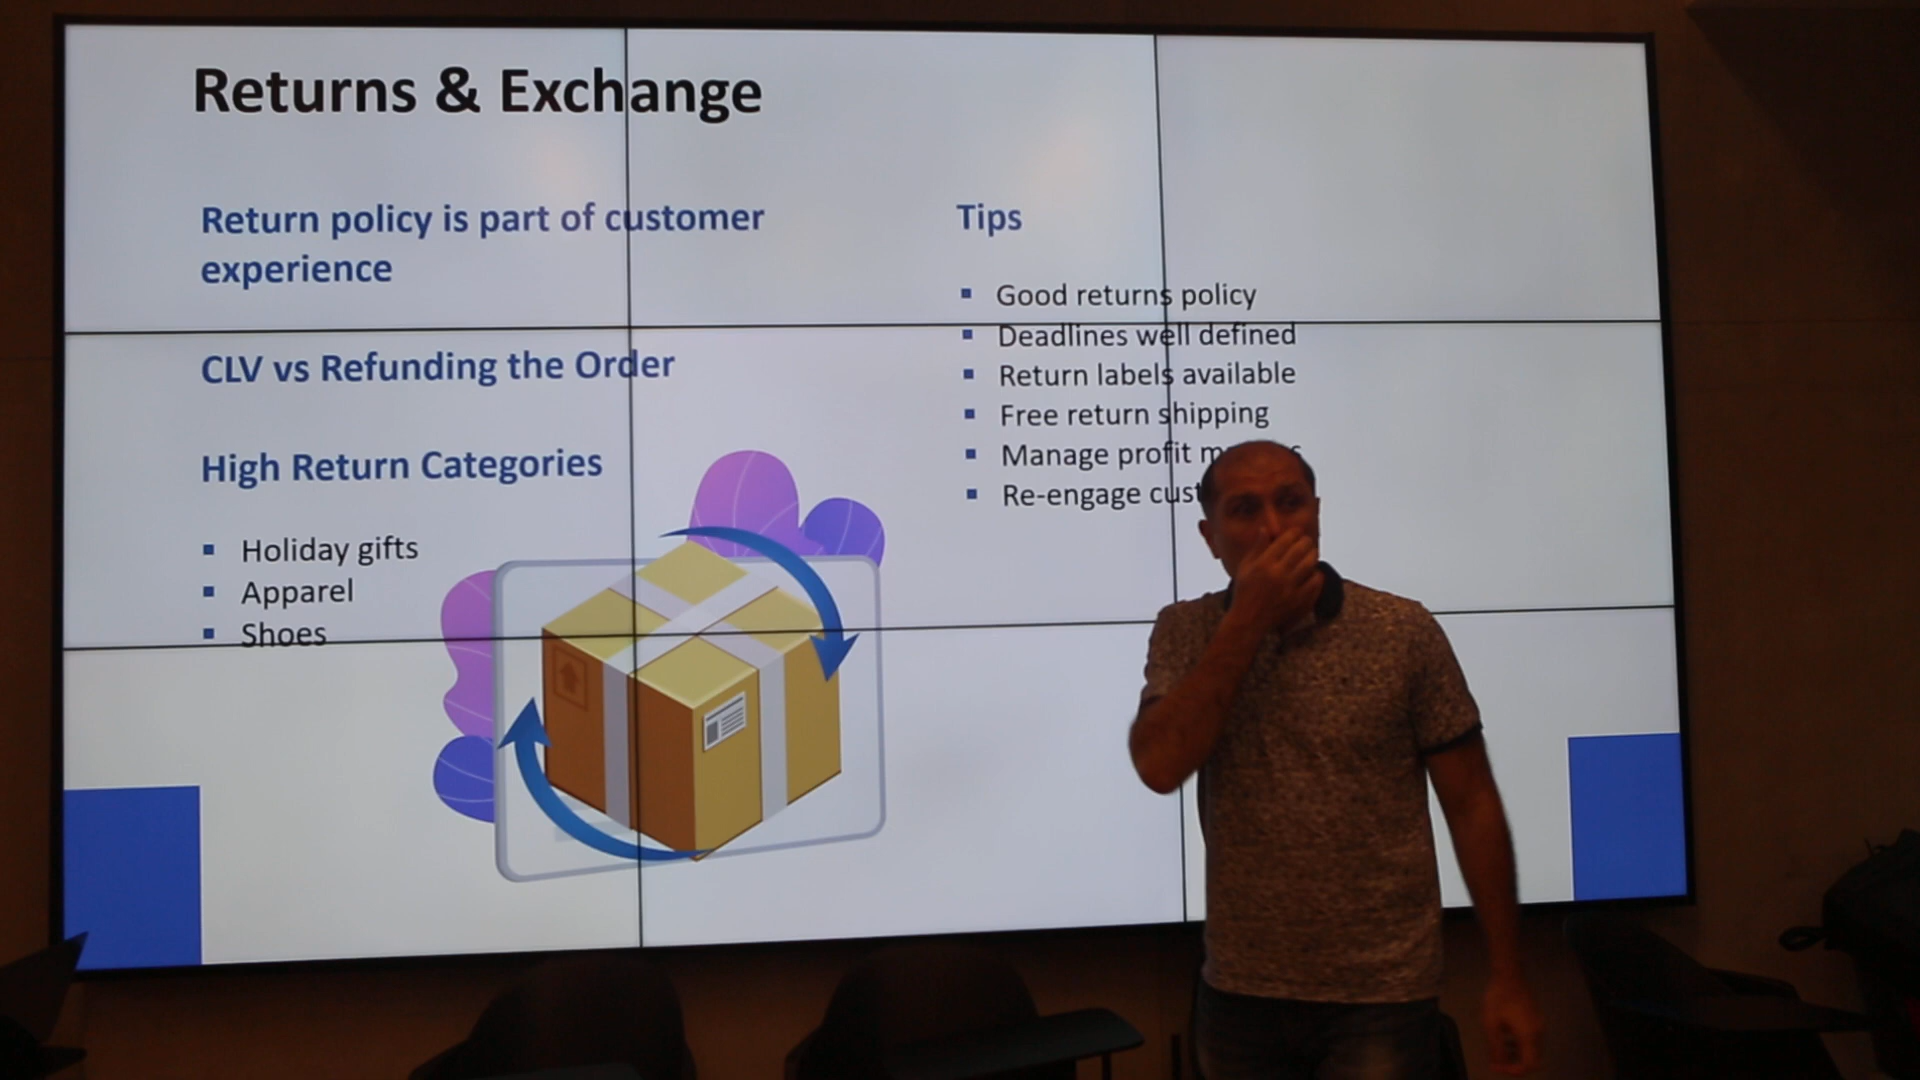 Returns & Exchange
Return policy is part of customer
experience
CLV vs Refunding the Order
High Return Categories
Holiday gifts
Apparel
Shoes
Tips
Good returns policy
Deadlines well defined
Return labels available
Free return shipping
Manage profit
Re-engage